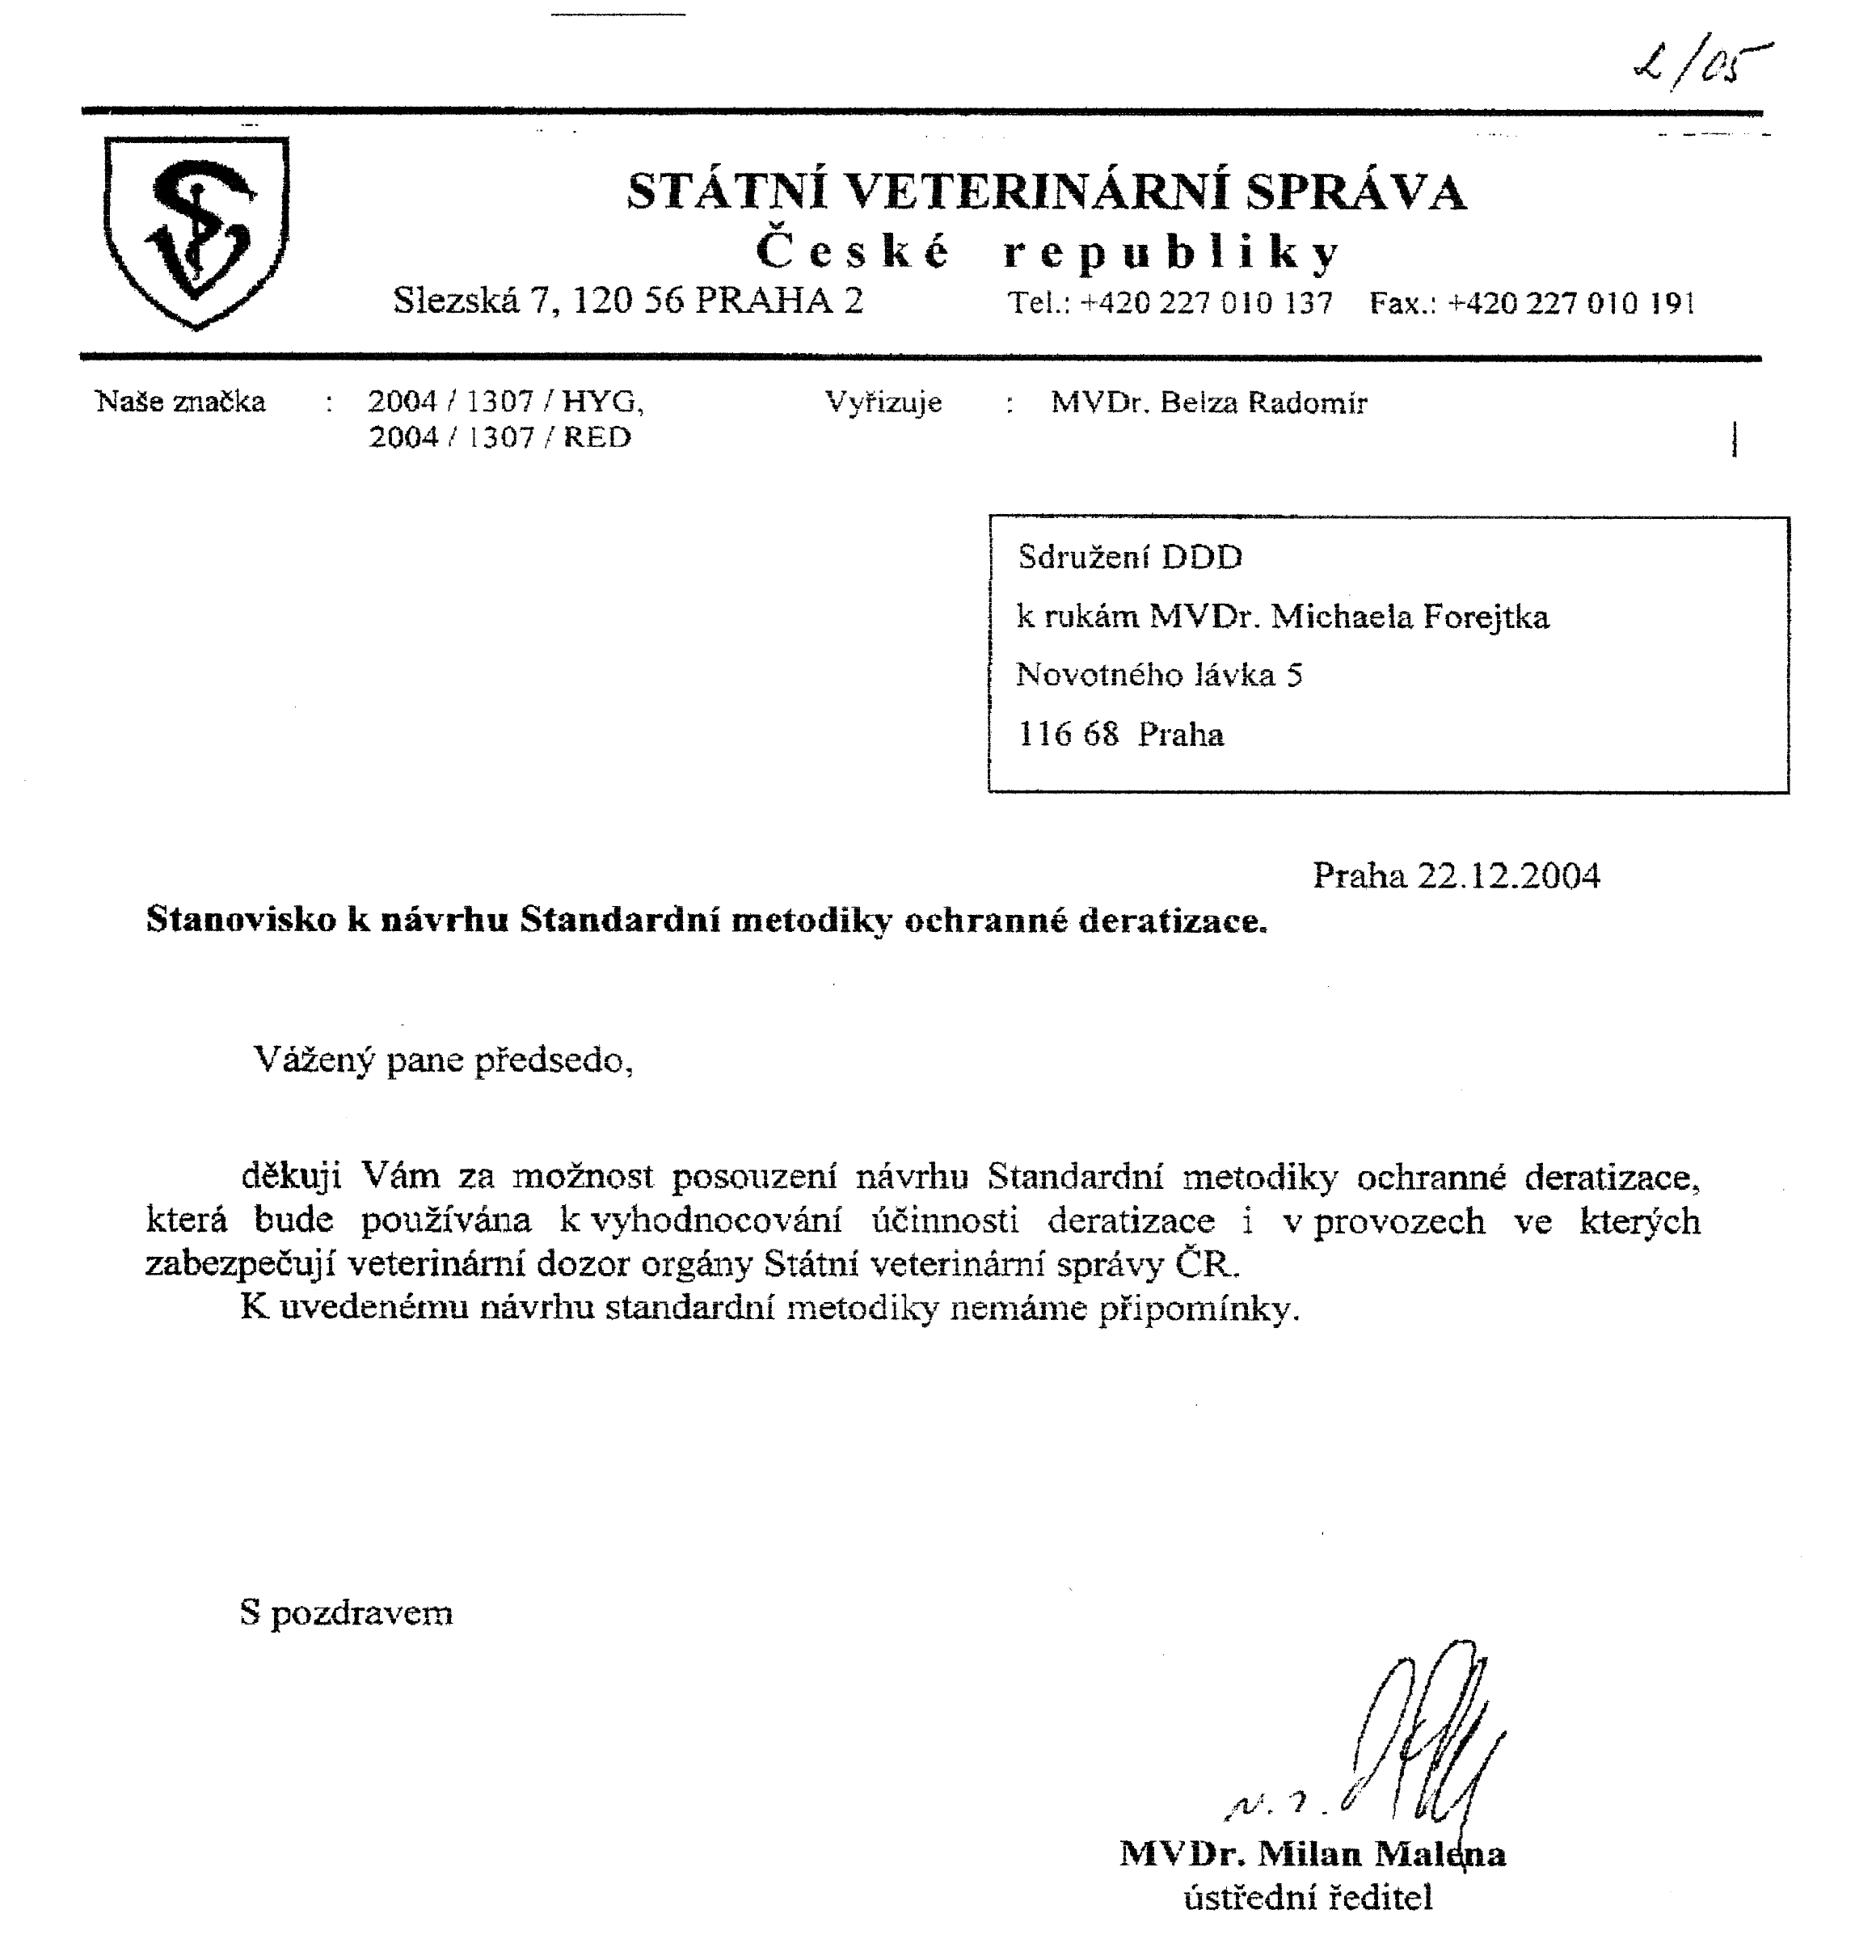 2/05
STÁTNÍ VETERINÁRNÍ SPRÁVA
České republiky
Slezská 7, 120 56 PRAHA 2 Tel.: +420 227 010 137 Fax.: +420 227 010 191
Naše značka : 2004 / 1307 / HYG, Vyřizuje : MVDr. Belza Radomír
2004 / 1307 / RED
Sdružení DDD
k rukám MVDr. Michaela Forejtka
Novotného lávka 5
116 68 Praha
Praha 22.12.2004
Stanovisko k návrhu Standardní metodiky ochranné deratizace.
Vážený pane předsedo,
děkuji Vám za možnost posouzení návrhu Standardní metodiky ochranné deratizace,
která bude používána k vyhodnocování účinnosti deratizace i v provozech ve kterých
zabezpečují veterinární dozor orgány Státní veterinární správy ČR.
K uvedenému návrhu standardní metodiky nemáme připomínky.
S pozdravem
MVDr. Milan Malena
ústřední ředitel